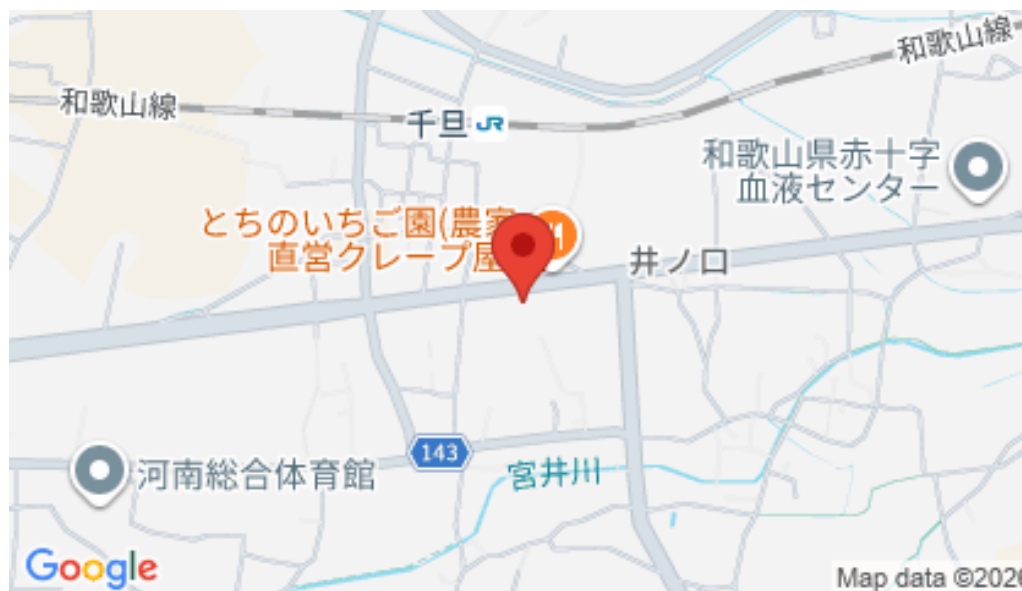 和歌山線
和歌山線
千旦 JR
和歌山県赤十字
血液センター
とちのいちご園(農家
直営クレープ屋
井ノ口
143
河南総合体育館
宮井川
Google
Map data ©2026